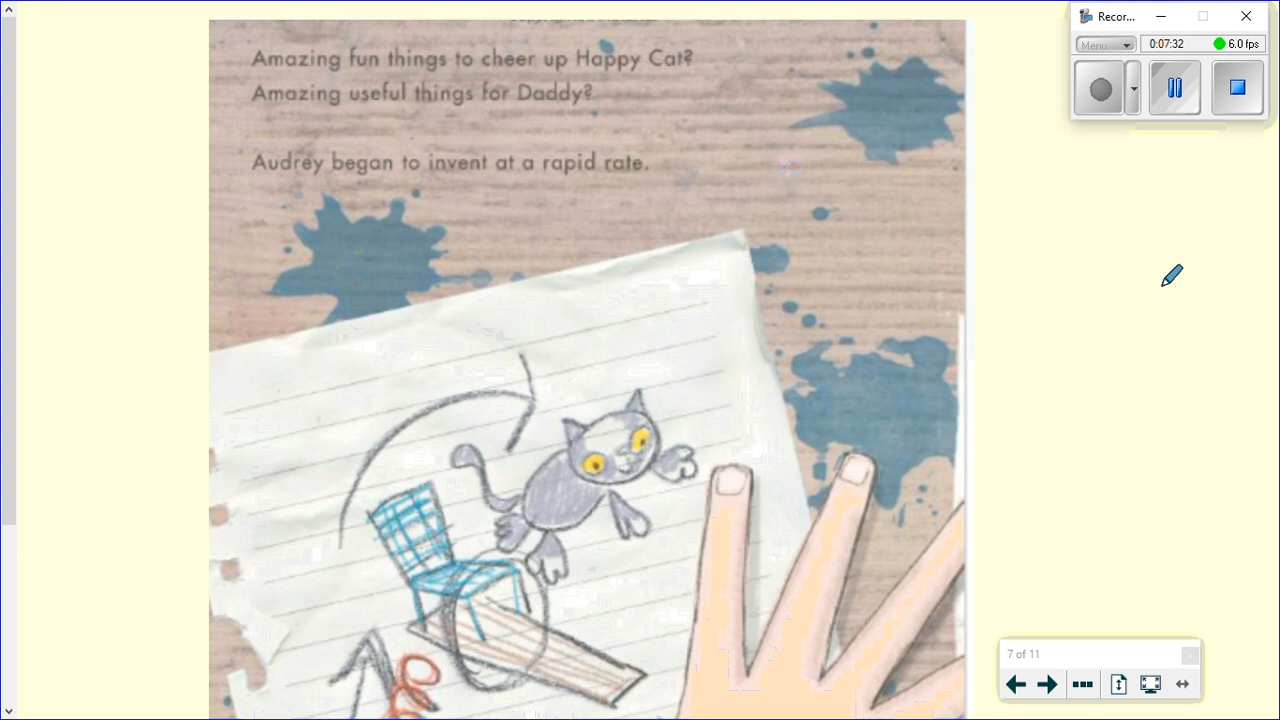 Amazing fun things to cheer up Happy Cat?
Amazing useful things for Daddy?
Audrey began to invent at a rapid rate.
Recor...
Menu
0:07:32
6.0 fps
7 of 11